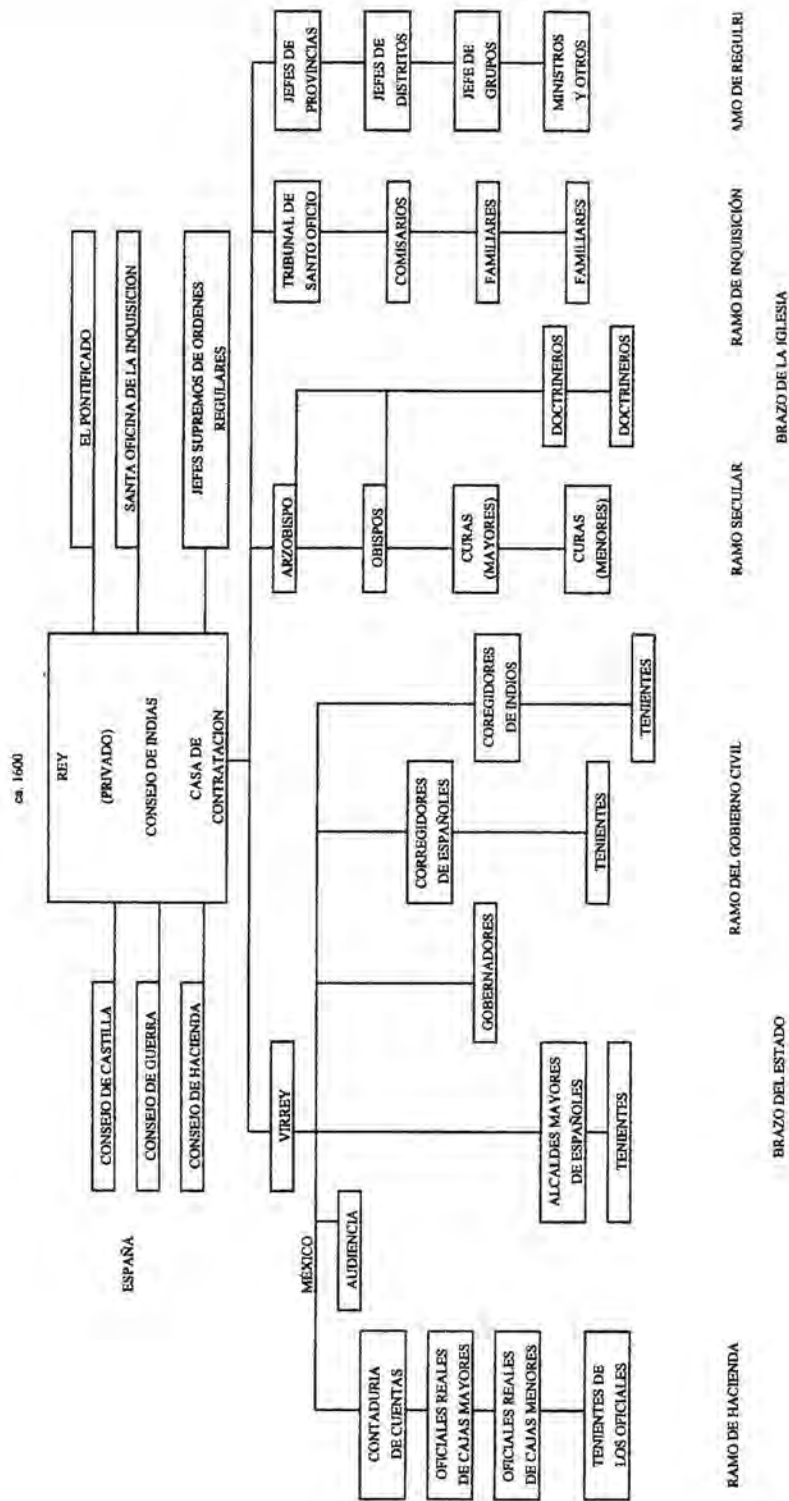 ca. 1600
ESPAÑA
CONSEJO DE CASTILLA
CONSEJO DE GUERRA
CONSEJO DE HACIENDA
REY
(PRIVADO)
CONSEJO DE INDIAS
CASA DE
CONTRATACION
EL PONTIFICADO
SANTA OFICINA DE LA INQUISICION
JEFES SUPREMOS DE ORDENES
REGULARES
MÉXICO
VIRREY
AUDIENCIA
CONTADURIA
DE CUENTAS
OFICIALES REALES
DE CAJAS MAYORES
OFICIALES REALES
DE CAJAS MENORES
TENIENTES DE
LOS OFICIALES
ALCALDES MAYORES
DE ESPAÑOLES
TENIENTES
GOBERNADORES
CORREGIDORES
DE ESPAÑOLES
TENIENTES
COREGIDORES
DE INDIOS
TENIENTES
ARZOBISPO
OBISPOS
CURAS
(MAYORES)
CURAS
(MENORES)
DOCTRINEROS
DOCTRINEROS
TRIBUNAL DE
SANTO OFICIO
COMISARIOS
FAMILIARES
FAMILIARES
JEFES DE
PROVINCIAS
JEFES DE
DISTRITOS
JEFE DE
GRUPOS
MINISTROS
Y OTROS
RAMO DE HACIENDA
RAMO DEL GOBIERNO CIVIL
RAMO SECULAR
RAMO DE INQUISICIÓN
AMO DE REGULRI
BRAZO DEL ESTADO
BRAZO DE LA IGLESIA